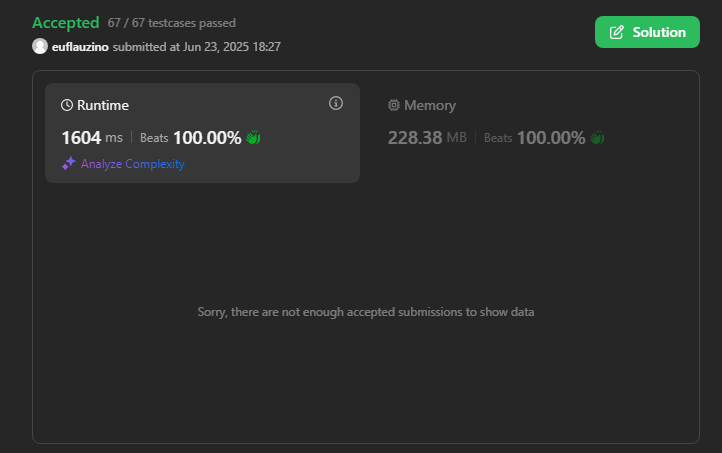 Accepted 67 / 67 testcases passed
Solution
euflauzino submitted at Jun 23, 2025 18:27
Runtime
1604 ms Beats 100.00%
Analyze Complexity
Memory
228.38 MB Beats 100.00%
Sorry, there are not enough accepted submissions to show data